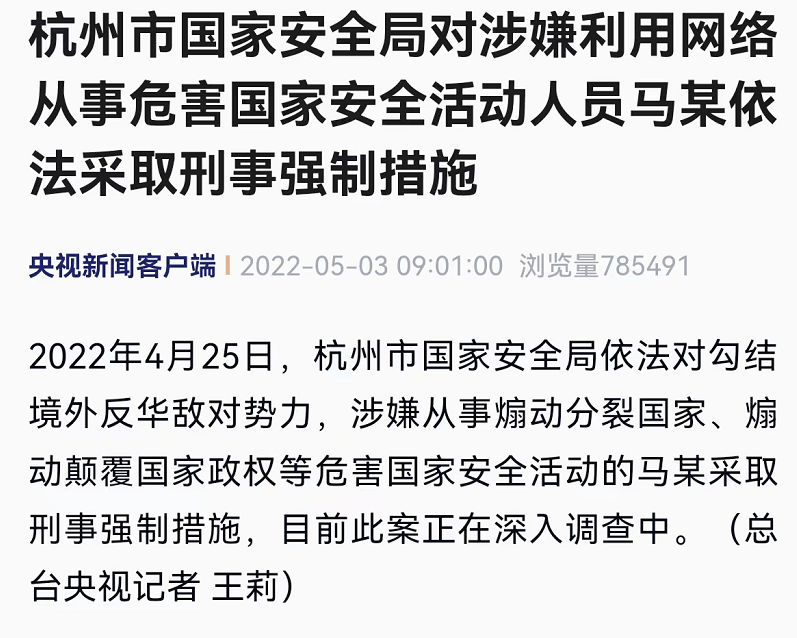 杭州市国家安全局对涉嫌利用网络
从事危害国家安全活动人员马某依
法采取刑事强制措施
央视新闻客户端 | 2022-05-03 09:01:00 浏览量785491
2022年4月25日，杭州市国家安全局依法对勾结
境外反华敌对势力，涉嫌从事煽动分裂国家、煽
动颠覆国家政权等危害国家安全活动的马某采取
刑事强制措施，目前此案正在深入调查中。（总
台央视记者 王莉）